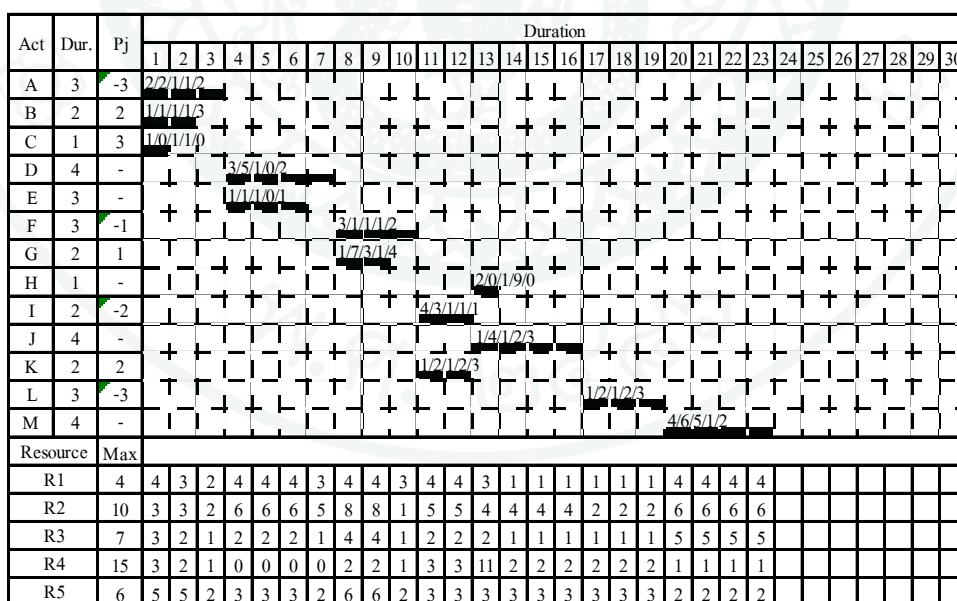 Act Dur. Pj Duration
1 2 3 4 5 6 7 8 9 10 11 12 13 14 15 16 17 18 19 20 21 22 23 24 25 26 27 28 29 30
A 3 -3 2/2/1/1/2
B 2 2 1/1/1/1/3
C 1 3 1/0/1/1/0
D 4 - 3/5/1/0/2
E 3 - 1/1/1/0/1
F 3 -1 3/1/1/1/2
G 2 1 1/7/3/1/4
H 1 - 2/0/1/9/0
I 2 -2 4/3/1/1/1
J 4 - 1/4/1/2/3
K 2 2 1/2/1/2/3
L 3 -3 1/2/1/2/3
M 4 - 4/6/5/1/2
Resource Max
R1 4 4 3 2 4 4 4 3 4 4 3 4 4 3 1 1 1 1 1 1 4 4 4 4
R2 10 3 3 2 6 6 6 5 8 8 1 5 5 4 4 4 4 2 2 2 6 6 6 6
R3 7 3 2 1 2 2 2 1 4 4 1 2 2 2 1 1 1 1 1 1 5 5 5 5
R4 15 3 2 1 0 0 0 0 2 2 1 3 3 11 2 2 2 2 2 2 1 1 1 1
R5 6 5 5 2 3 3 3 2 6 6 2 3 3 3 3 3 3 3 3 3 2 2 2 2